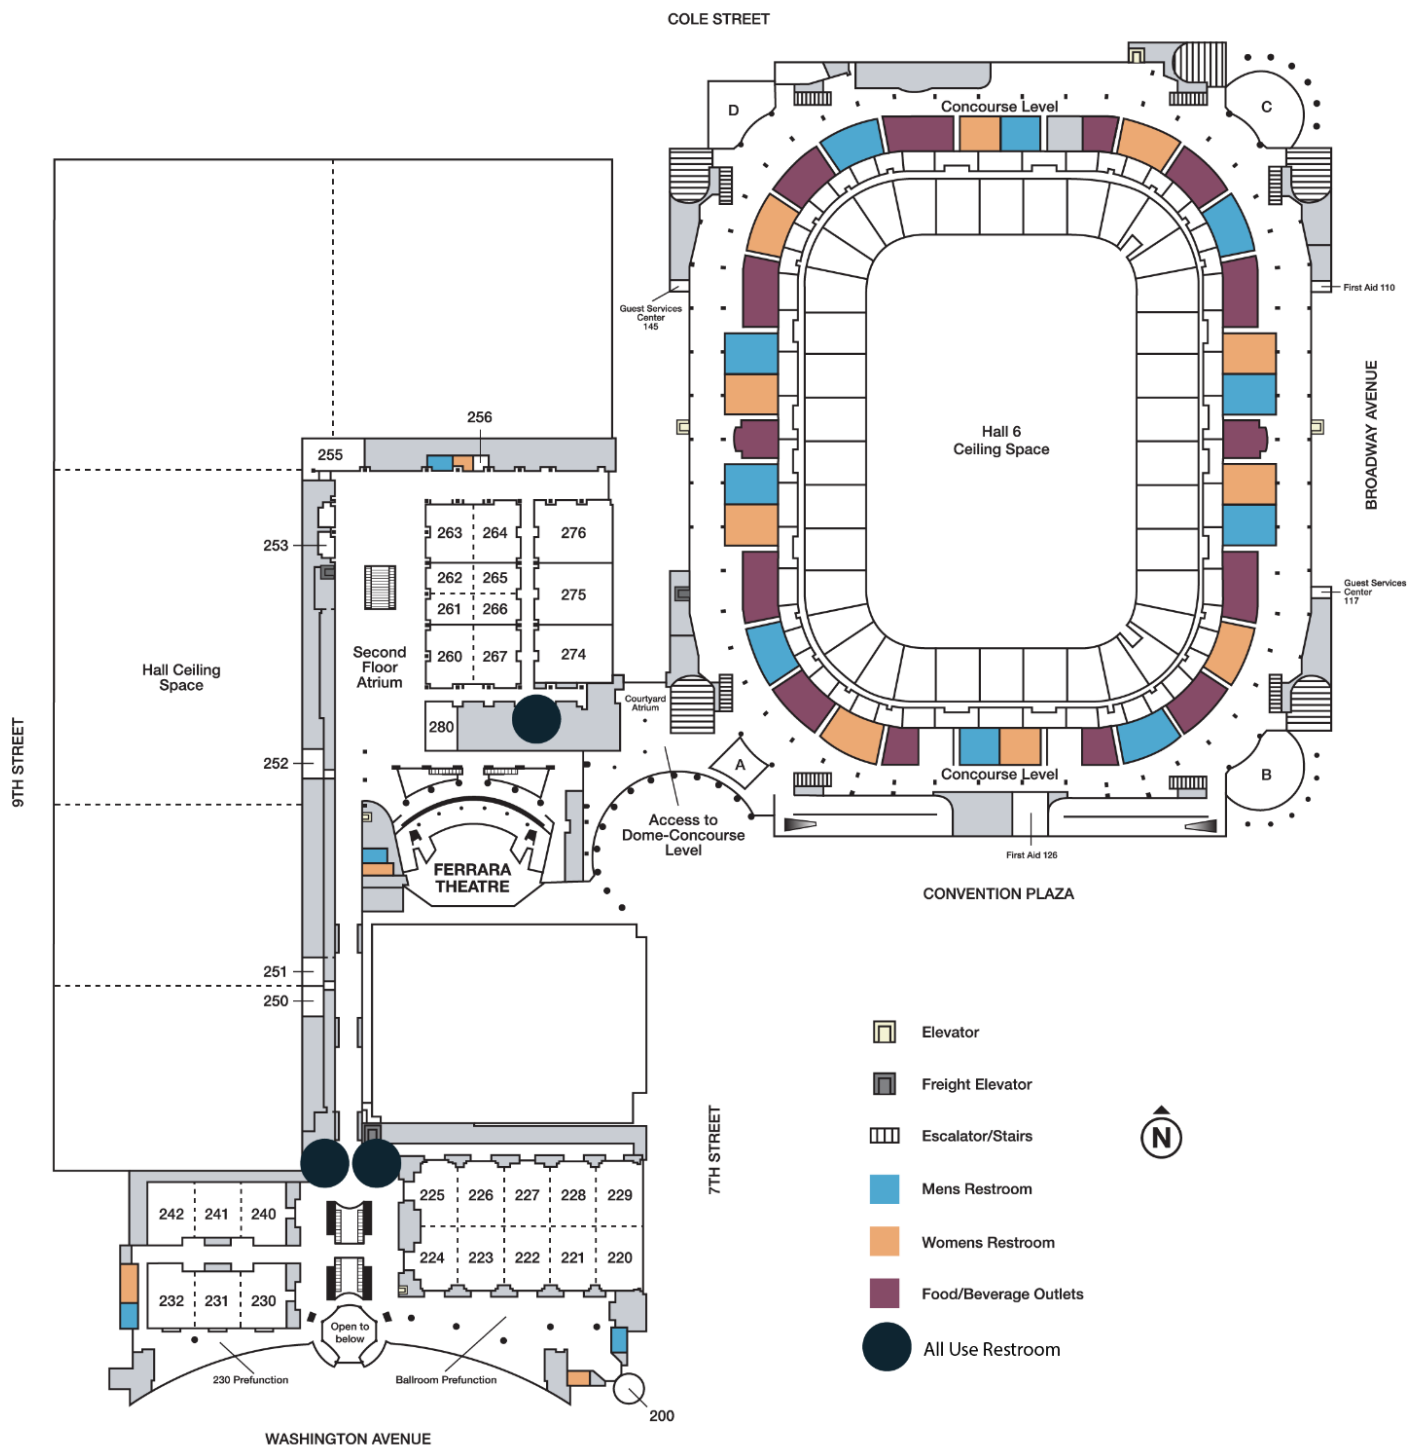 COLE STREET
Concourse Level
D
C
256
255
Guest Services
Center
145
First Aid 110
BROADWAY AVENUE
Hall 6
Ceiling Space
263
264
276
253
262
265
275
261
266
Guest Services
Center
117
Second
Floor
Atrium
260
267
274
Hall Ceiling
Space
Courtyard
Atrium
280
9TH STREET
252
A
B
Concourse Level
Access to
Dome-Concourse
Level
First Aid 126
FERRARA
THEATRE
CONVENTION PLAZA
251
250
Elevator
Freight Elevator
Escalator/Stairs
N
7TH STREET
Mens Restroom
Womens Restroom
Food/Beverage Outlets
All Use Restroom
225
226
227
228
229
242
241
240
224
223
222
221
220
232
231
230
Open to
below
230 Prefunction
Ballroom Prefunction
200
WASHINGTON AVENUE